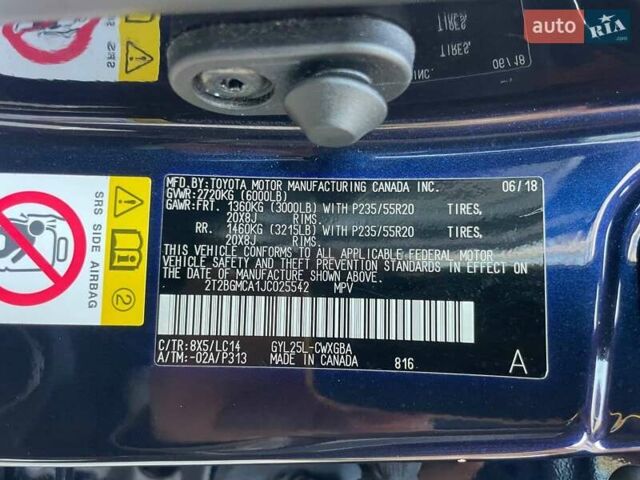 auto RIA .com
INC.
06/18
TIRES,
TIRES,
SRS
MFD.BY:TOYOTA MOTOR MANUFACTURING CANADA INC. 06/18
GVWR:2720KG (6000LB)
GAWR:FRT. 1360KG (3000LB) WITH P235/55R20 TIRES,
20X8J RIMS.
RR. 1460KG (3215LB) WITH P235/55R20 TIRES,
20X8J RIMS.
THIS VEHICLE CONFORMS TO ALL APPLICABLE FEDERAL MOTOR
VEHICLE SAFETY AND THEFT PREVENTION STANDARDS IN EFFECT
ON THE DATE OF MANUFACTURE SHOWN ABOVE.
2T2BGMCA1JC025542 MPV
C/TR:8X5/LC14 GYL25L-CWXGBA
A/TM:-02A/P313 MADE IN CANADA 816 A
SRS SIDE AIRBAG
2